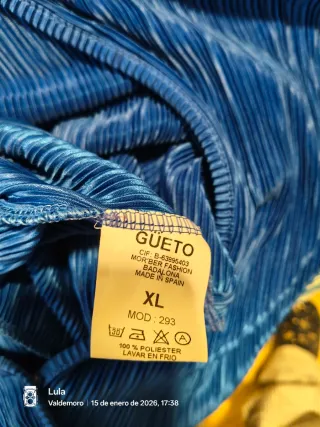 GÜETO
CIF: B-63895403
MOR'BER FASHION
BADALONA
MADE IN SPAIN
XL
MOD : 293
100 % POLIESTER
LAVAR EN FRIO
Lula
Valdemoro | 15 de enero de 2026, 17:38